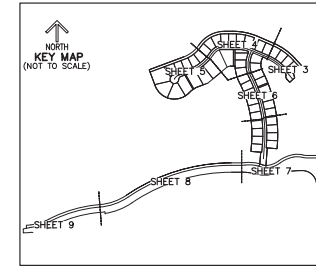 NORTH
KEY MAP
(NOT TO SCALE)
SHEET 4
SHEET 5
SHEET 3
SHEET 6
SHEET 7
SHEET 8
SHEET 9